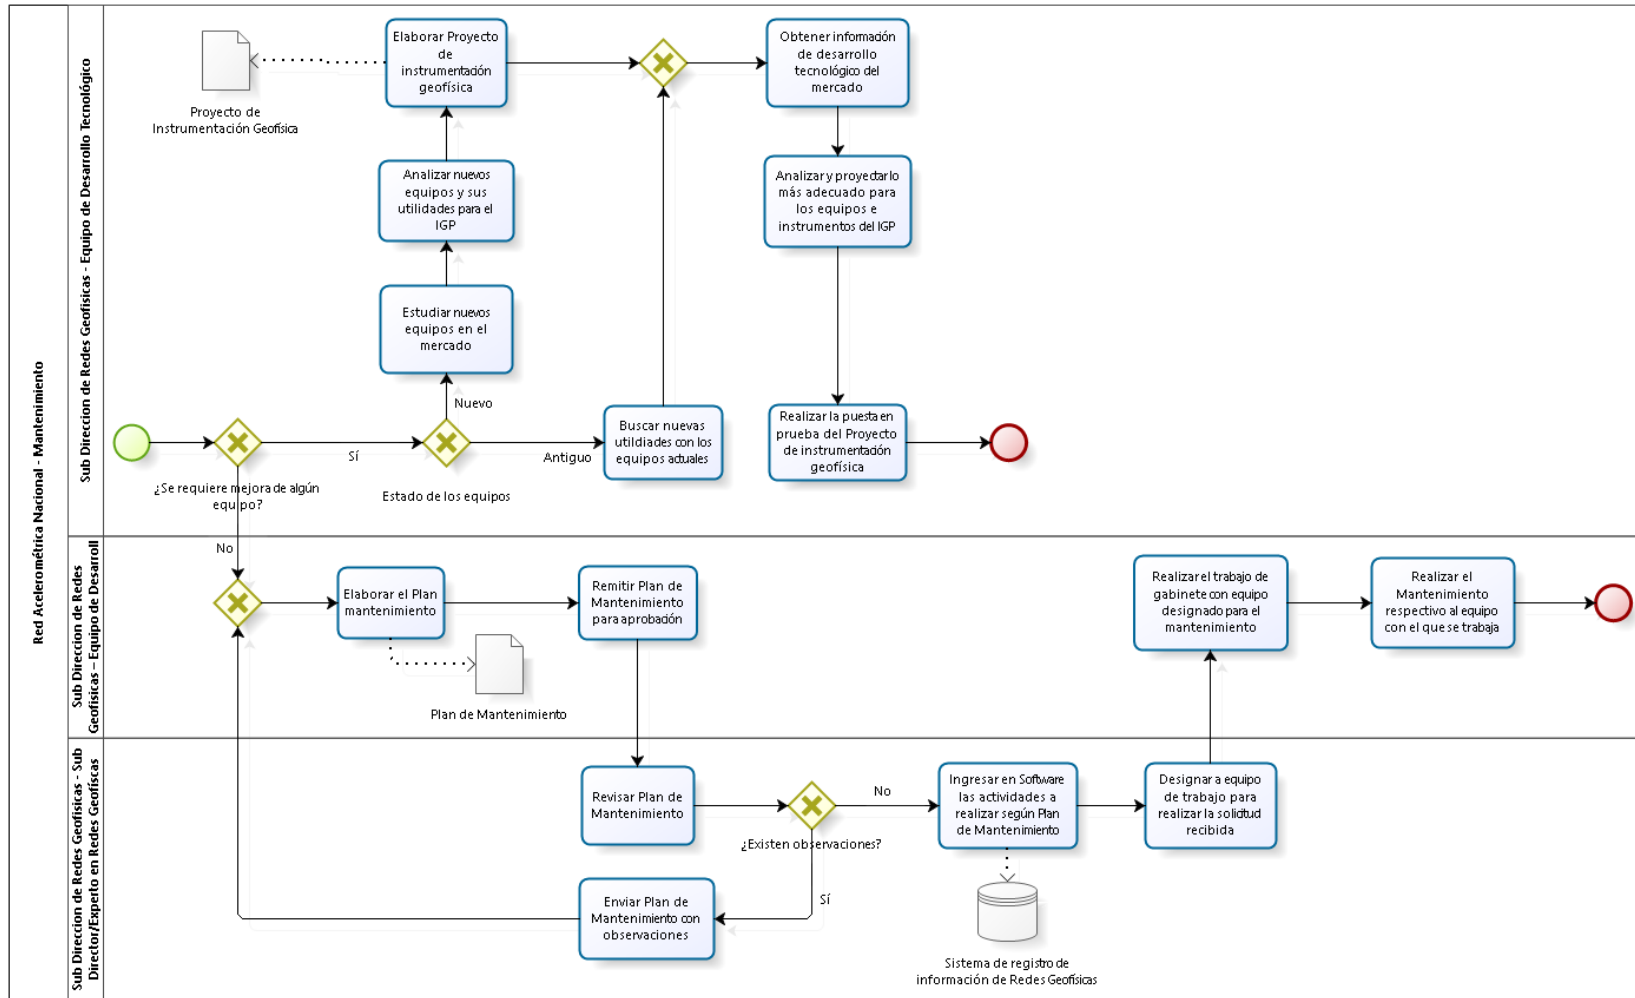 Red Acelerométrica Nacional - Mantenimiento
Sub Direccion de Redes Geofísicas - Equipo de Desarrollo Tecnológico
Elaborar Proyecto
de
instrumentación
geofísica
Proyecto de
Instrumentación Geofísica
Obtener información
de desarrollo
tecnológico del
mercado
Analizar nuevos
equipos y sus
utilidades para el
IGP
Analizar y proyectar lo
más adecuado para
los equipos e
instrumentos del IGP
Estudiar nuevos
equipos en el
mercado
Nuevo
Sí
Antiguo
Buscar nuevas
utildiades con los
equipos actuales
Realizar la puesta en
prueba del Proyecto
de instrumentación
geofísica
¿Se requiere mejora de algún
equipo?
Estado de los equipos
Sub Direccion de Redes
Geofísicas – Equipo de Desarroll
No
Elaborar el Plan
mantenimiento
Remitir Plan de
Mantenimiento
para aprobación
Plan de Mantenimiento
Realizar el trabajo de
gabinete con equipo
designado para el
mantenimiento
Realizar el
Mantenimiento
respectivo al equipo
con el que se trabaja
Sub Direccion de Redes Geofísicas - Sub
Director/Experto en Redes Geofíscas
Revisar Plan de
Mantenimiento
¿Existen observaciones?
No
Sí
Ingresar en Software
las actividades a
realizar según Plan
de Mantenimiento
Designar a equipo
de trabajo para
realizar la solicitud
recibida
Enviar Plan de
Mantenimiento con
observaciones
Sistema de registro de
información de Redes Geofísicas